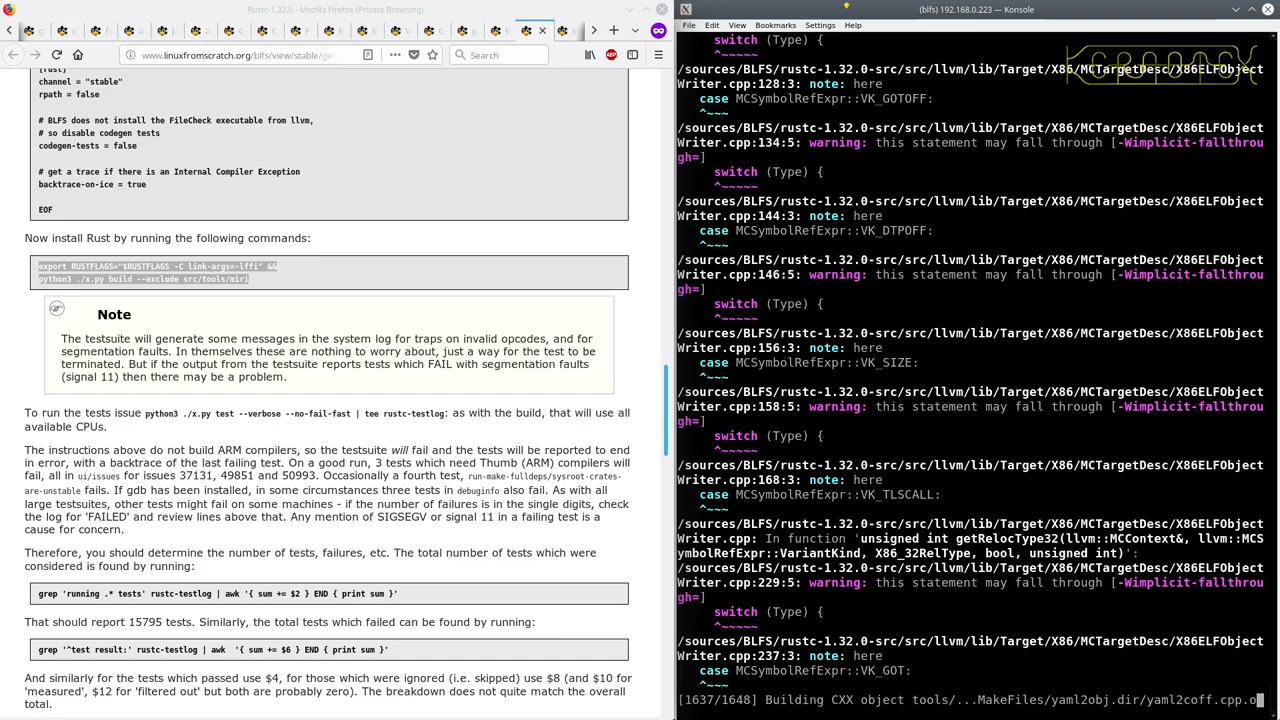 Rustc-1.32.0 - Mozilla Firefox (Private Browsing)
www.linuxfromscratch.org/blfs/view/stable/ge
Search
[rust]
channel = "stable"
rpath = false
# BLFS does not install the FileCheck executable from llvm,
# so disable codegen tests
codegen-tests = false
# get a trace if there is an Internal Compiler Exception
backtrace-on-ice = true
EOF
Now install Rust by running the following commands:
export RUSTFLAGS="$RUSTFLAGS -C link-args=-lffi" &&
python3 ./x.py build --exclude src/tools/miri
Note
The testsuite will generate some messages in the system log for traps on invalid opcodes, and for
segmentation faults. In themselves these are nothing to worry about, just a way for the test to be
terminated. But if the output from the testsuite reports tests which FAIL with segmentation faults
(signal 11) then there may be a problem.
To run the tests issue python3 ./x.py test --verbose --no-fail-fast | tee rustc-testlog: as with the build, that will use all
available CPUs.
The instructions above do not build ARM compilers, so the testsuite will fail and the tests will be reported to end
in error, with a backtrace of the last failing test. On a good run, 3 tests which need Thumb (ARM) compilers will
fail, all in ui/issues for issues 37131, 49851 and 50993. Occasionally a fourth test, run-make-fulldeps/sysroot-crates-
are-unstable fails. If gdb has been installed, in some circumstances three tests in debuginfo also fail. As with all
large testsuites, other tests might fail on some machines - if the number of failures is in the single digits, check
the log for 'FAILED' and review lines above that. Any mention of SIGSEGV or signal 11 in a failing test is a
cause for concern.
Therefore, you should determine the number of tests, failures, etc. The total number of tests which were
considered is found by running:
grep 'running .* tests' rustc-testlog | awk '{ sum += $2 } END { print sum }'
That should report 15795 tests. Similarly, the total tests which failed can be found by running:
grep '^test result:' rustc-testlog | awk  '{ sum += $6 } END { print sum }'
And similarly for the tests which passed use $4, for those which were ignored (i.e. skipped) use $8 (and $10 for
'measured', $12 for 'filtered out' but both are probably zero). The breakdown does not quite match the overall
total.
(blfs) 192.168.0.223 — Konsole
File Edit View Bookmarks Settings Help
switch (Type) {
^~~~~~
/sources/BLFS/rustc-1.32.0-src/src/llvm/lib/Target/X86/MCTargetDesc/X86ELFObject
Writer.cpp:128:3: note: here
case MCSymbolRefExpr::VK_GOTOFF:
^~~~
/sources/BLFS/rustc-1.32.0-src/src/llvm/lib/Target/X86/MCTargetDesc/X86ELFObject
Writer.cpp:134:5: warning: this statement may fall through [-Wimplicit-fallthrou
gh=]
switch (Type) {
^~~~~~
/sources/BLFS/rustc-1.32.0-src/src/llvm/lib/Target/X86/MCTargetDesc/X86ELFObject
Writer.cpp:144:3: note: here
case MCSymbolRefExpr::VK_DTPOFF:
^~~~
/sources/BLFS/rustc-1.32.0-src/src/llvm/lib/Target/X86/MCTargetDesc/X86ELFObject
Writer.cpp:146:5: warning: this statement may fall through [-Wimplicit-fallthrou
gh=]
switch (Type) {
^~~~~~
/sources/BLFS/rustc-1.32.0-src/src/llvm/lib/Target/X86/MCTargetDesc/X86ELFObject
Writer.cpp:156:3: note: here
case MCSymbolRefExpr::VK_SIZE:
^~~~
/sources/BLFS/rustc-1.32.0-src/src/llvm/lib/Target/X86/MCTargetDesc/X86ELFObject
Writer.cpp:158:5: warning: this statement may fall through [-Wimplicit-fallthrou
gh=]
switch (Type) {
^~~~~~
/sources/BLFS/rustc-1.32.0-src/src/llvm/lib/Target/X86/MCTargetDesc/X86ELFObject
Writer.cpp:168:3: note: here
case MCSymbolRefExpr::VK_TLSCALL:
^~~~
/sources/BLFS/rustc-1.32.0-src/src/llvm/lib/Target/X86/MCTargetDesc/X86ELFObject
Writer.cpp: In function 'unsigned int getRelocType32(llvm::MCContext&, llvm::MCS
ymbolRefExpr::VariantKind, X86_32RelType, bool, unsigned int)':
/sources/BLFS/rustc-1.32.0-src/src/llvm/lib/Target/X86/MCTargetDesc/X86ELFObject
Writer.cpp:229:5: warning: this statement may fall through [-Wimplicit-fallthrou
gh=]
switch (Type) {
^~~~~~
/sources/BLFS/rustc-1.32.0-src/src/llvm/lib/Target/X86/MCTargetDesc/X86ELFObject
Writer.cpp:237:3: note: here
case MCSymbolRefExpr::VK_GOT:
^~~~
[1637/1648] Building CXX object tools/...MakeFiles/yaml2obj.dir/yaml2coff.cpp.o